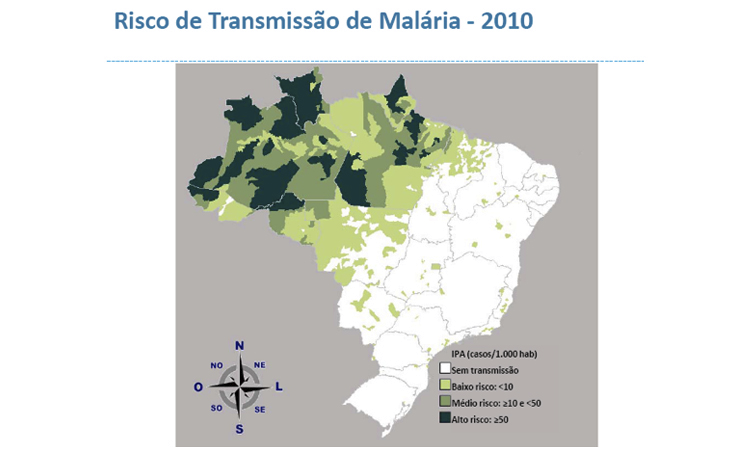 Risco de Transmissão de Malária - 2010
N
NO
NE
O
L
SO
SE
S
IPA (casos/1.000 hab)
Sem transmissão
Baixo risco: <10
Médio risco: ≥10 e <50
Alto risco: ≥50